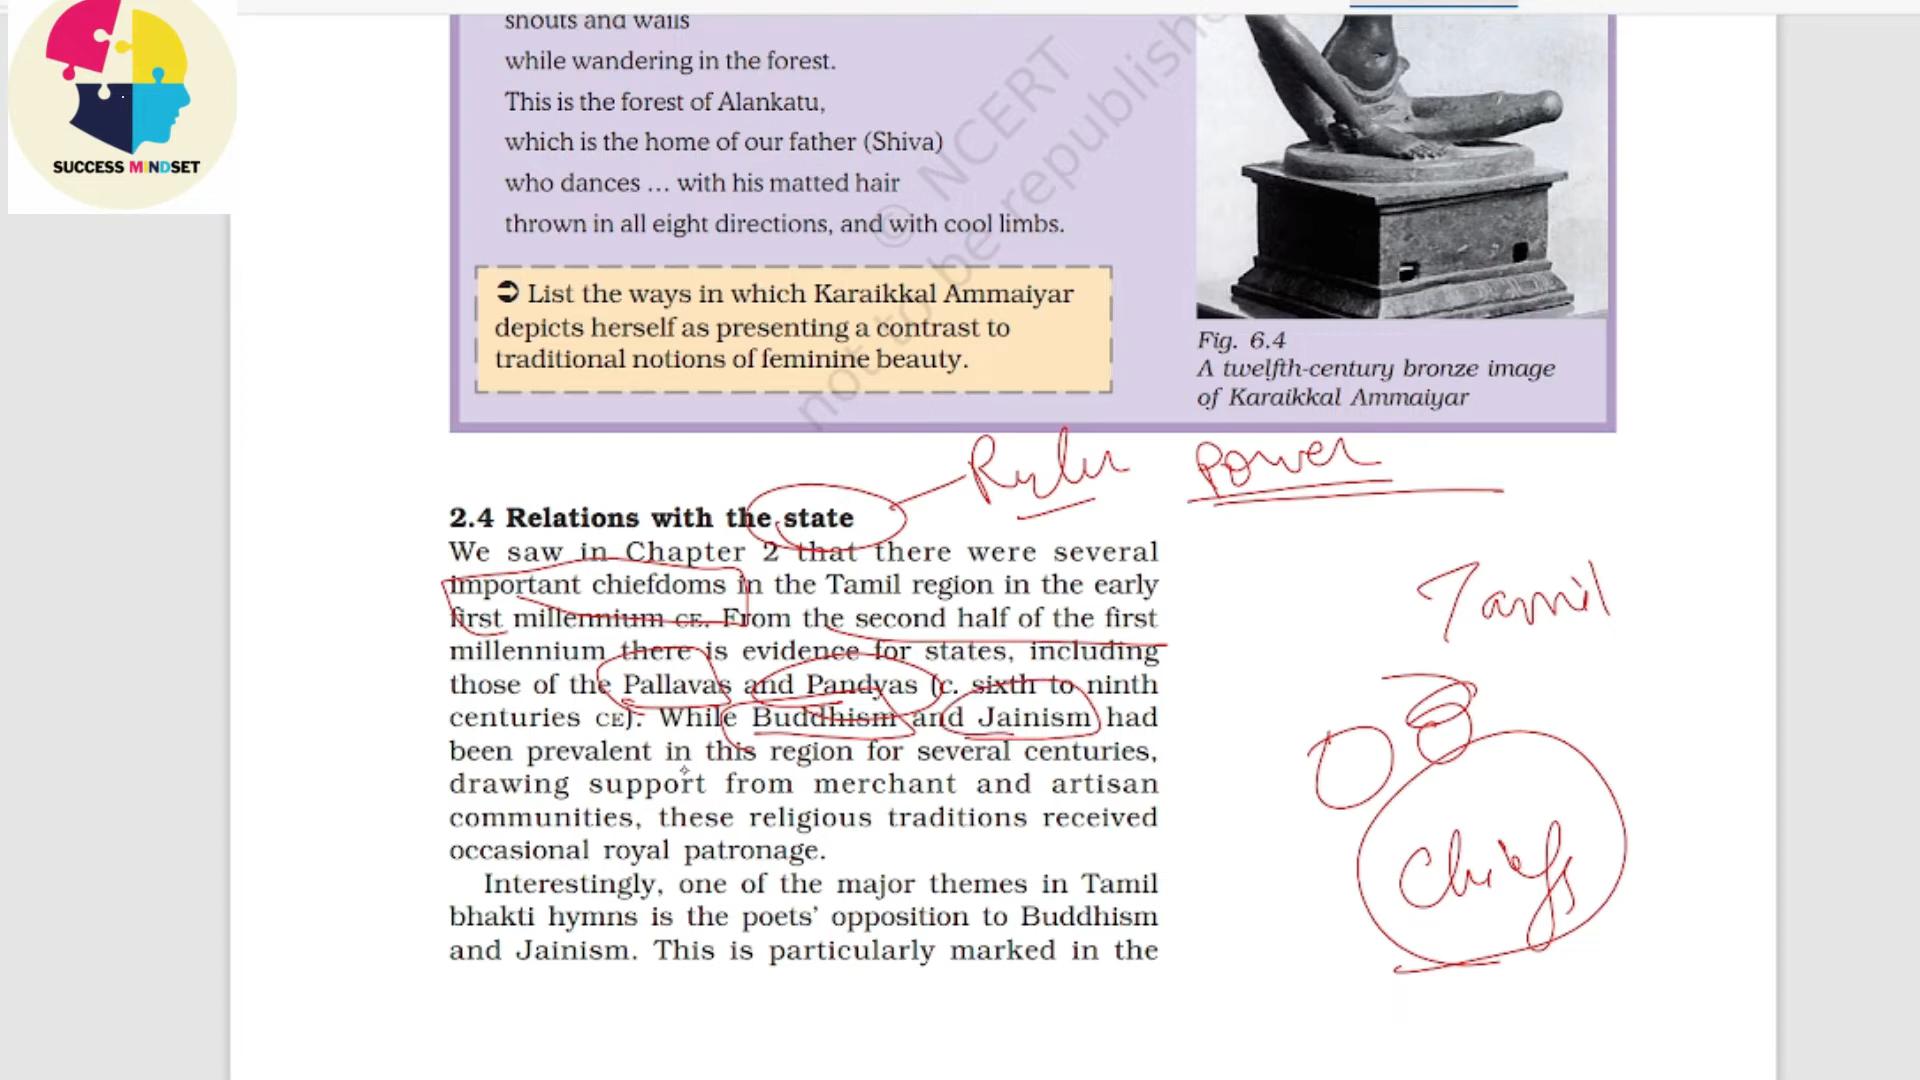 SUCCESS MINDSET
shouts and wails
while wandering in the forest.
This is the forest of Alankatu,
which is the home of our father (Shiva)
who dances ... with his matted hair
thrown in all eight directions, and with cool limbs.
© NCERT
not to be republished
➲ List the ways in which Karaikkal Ammaiyar
depicts herself as presenting a contrast to
traditional notions of feminine beauty.
Fig. 6.4
A twelfth-century bronze image
of Karaikkal Ammaiyar
Ruler Power
2.4 Relations with the state
We saw in Chapter 2 that there were several
important chiefdoms in the Tamil region in the early
first millennium CE. From the second half of the first
millennium there is evidence for states, including
those of the Pallavas and Pandyas (c. sixth to ninth
centuries CE). While Buddhism and Jainism had
been prevalent in this region for several centuries,
drawing support from merchant and artisan
communities, these religious traditions received
occasional royal patronage.
Interestingly, one of the major themes in Tamil
bhakti hymns is the poets' opposition to Buddhism
and Jainism. This is particularly marked in the
Tamil
Chiefs